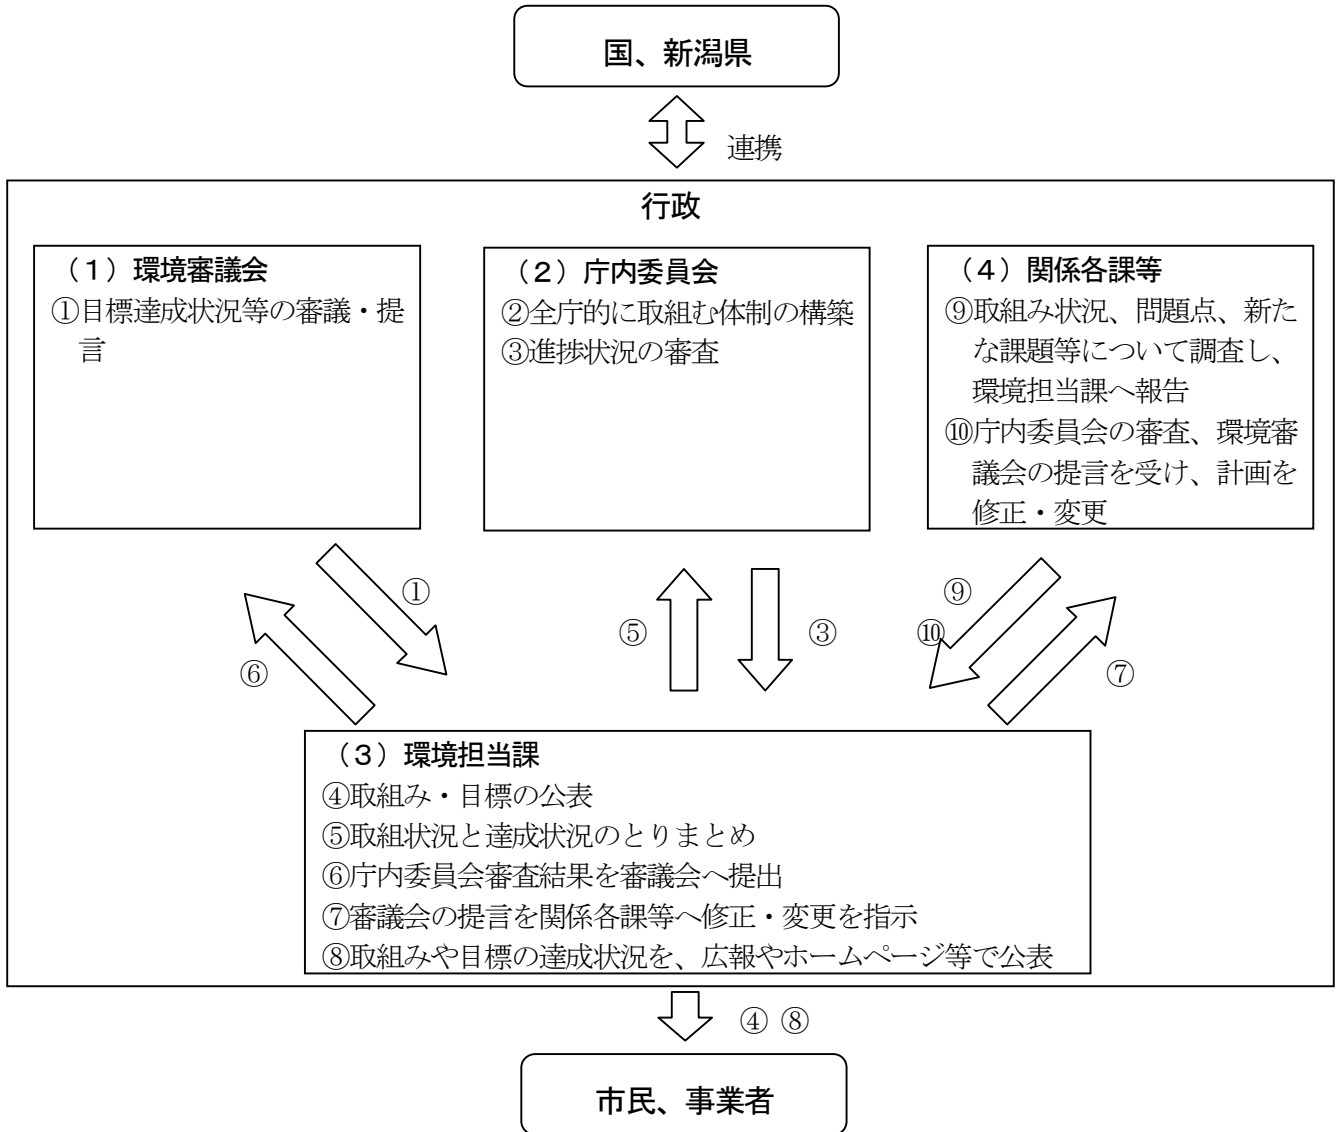 国、新潟県
連携
行政
(1)環境審議会
①目標達成状況等の審議・提
言
(2)庁内委員会
②全庁的に取組む体制の構築
③進捗状況の審査
(4)関係各課等
⑨取組み状況、問題点、新た
な課題等について調査し、
環境担当課へ報告
⑩庁内委員会の審査、環境審
議会の提言を受け、計画を
修正・変更
①
⑥
⑤
③
⑨
⑩
⑦
(3)環境担当課
④取組み・目標の公表
⑤取組状況と達成状況のとりまとめ
⑥庁内委員会審査結果を審議会へ提出
⑦審議会の提言を関係各課等へ修正・変更を指示
⑧取組みや目標の達成状況を、広報やホームページ等で公表
④ ⑧
市民、事業者